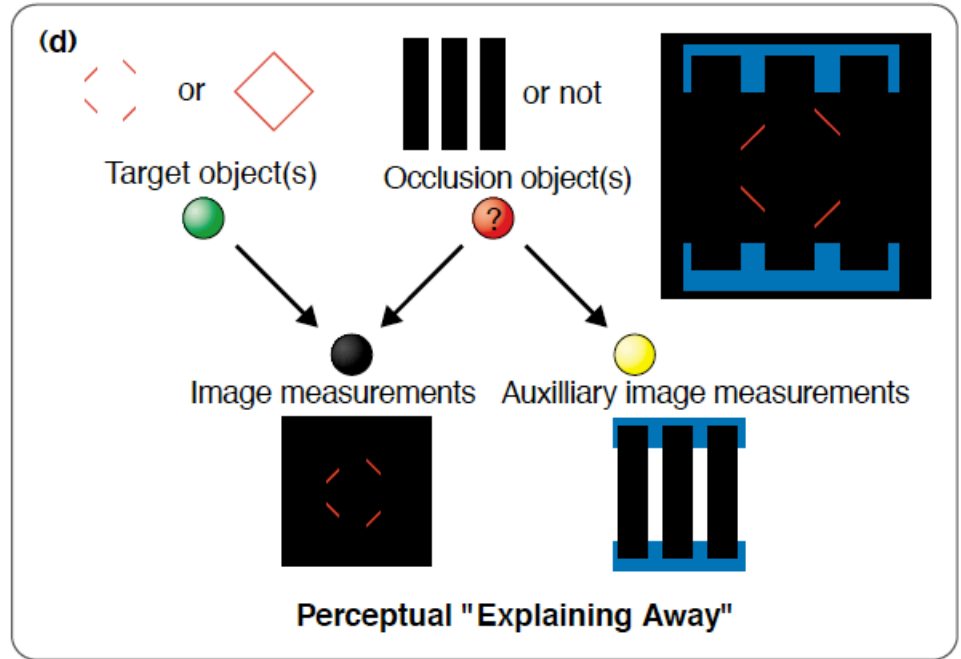 (d)
or
or not
Target object(s)
Occlusion object(s)
?
Image measurements
Auxilliary image measurements
Perceptual "Explaining Away"